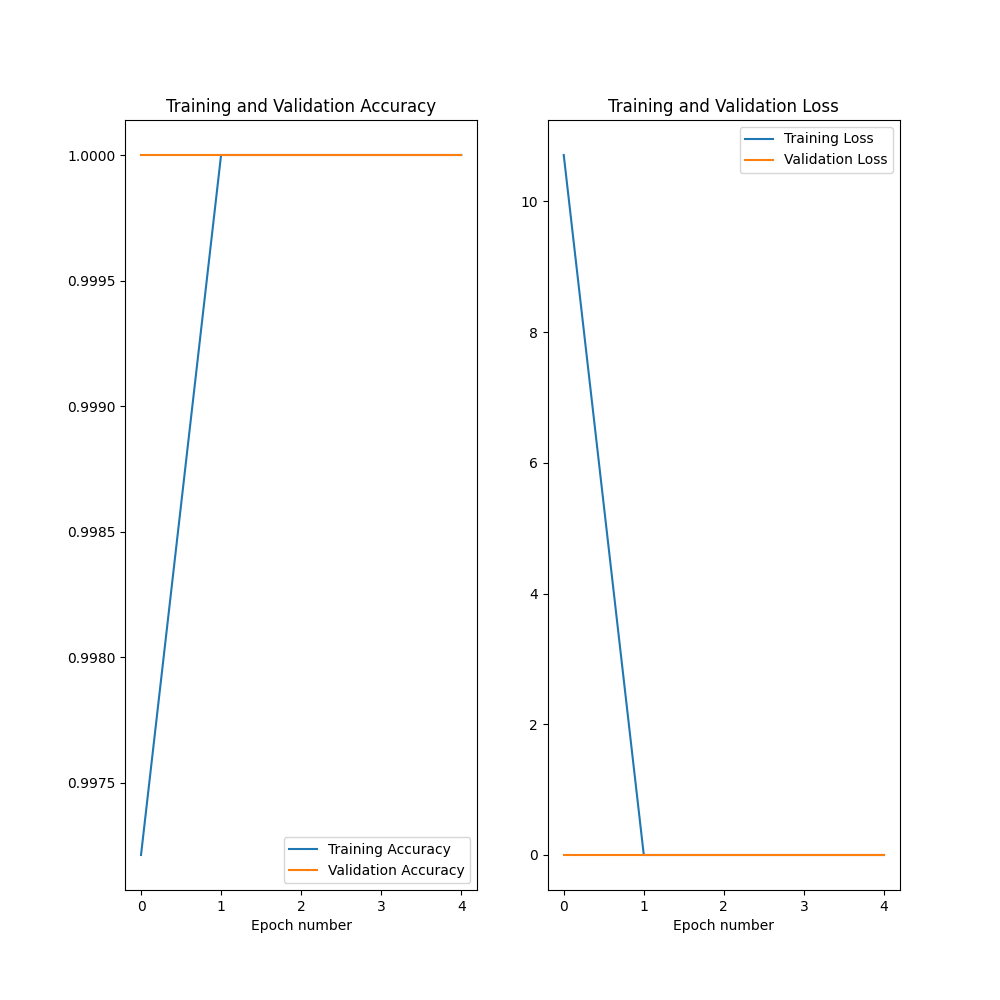 Training and Validation Accuracy
1.0000
0.9995
0.9990
0.9985
0.9980
0.9975
Training Accuracy
Validation Accuracy
0 1 2 3 4
Epoch number
Training and Validation Loss
Training Loss
Validation Loss
10
8
6
4
2
0
0 1 2 3 4
Epoch number